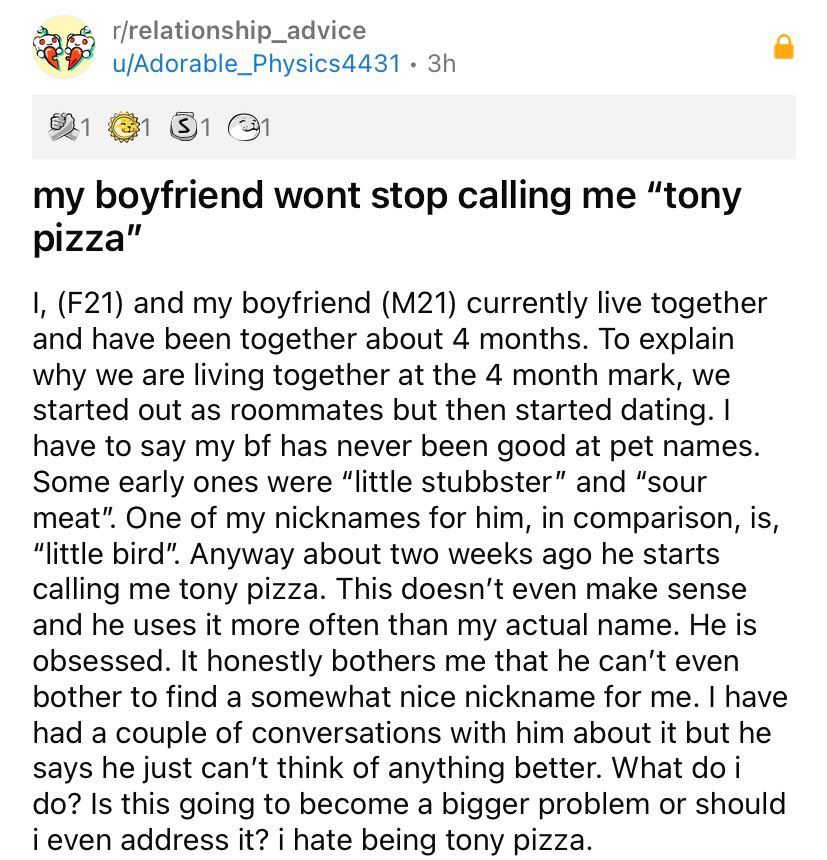 r/relationship_advice
u/Adorable_Physics4431 • 3h
1 1 S 1 1
my boyfriend wont stop calling me “tony
pizza”
I, (F21) and my boyfriend (M21) currently live together
and have been together about 4 months. To explain
why we are living together at the 4 month mark, we
started out as roommates but then started dating. I
have to say my bf has never been good at pet names.
Some early ones were “little stubbster” and “sour
meat”. One of my nicknames for him, in comparison, is,
“little bird”. Anyway about two weeks ago he starts
calling me tony pizza. This doesn’t even make sense
and he uses it more often than my actual name. He is
obsessed. It honestly bothers me that he can’t even
bother to find a somewhat nice nickname for me. I have
had a couple of conversations with him about it but he
says he just can’t think of anything better. What do i
do? Is this going to become a bigger problem or should
i even address it? i hate being tony pizza.